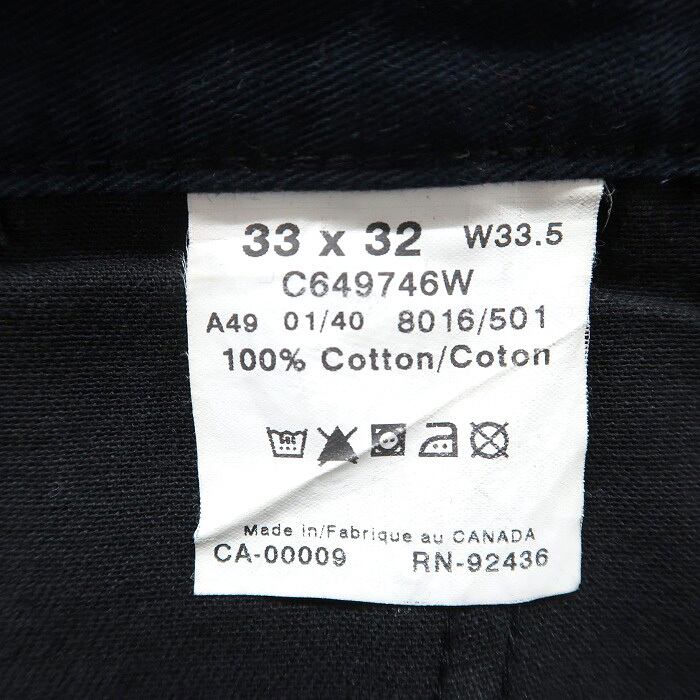 33 x 32 W33.5
C649746W
A49 01/40 8016/501
100% Cotton/Coton
Made in/Fabrique au CANADA
CA-00009 RN-92436